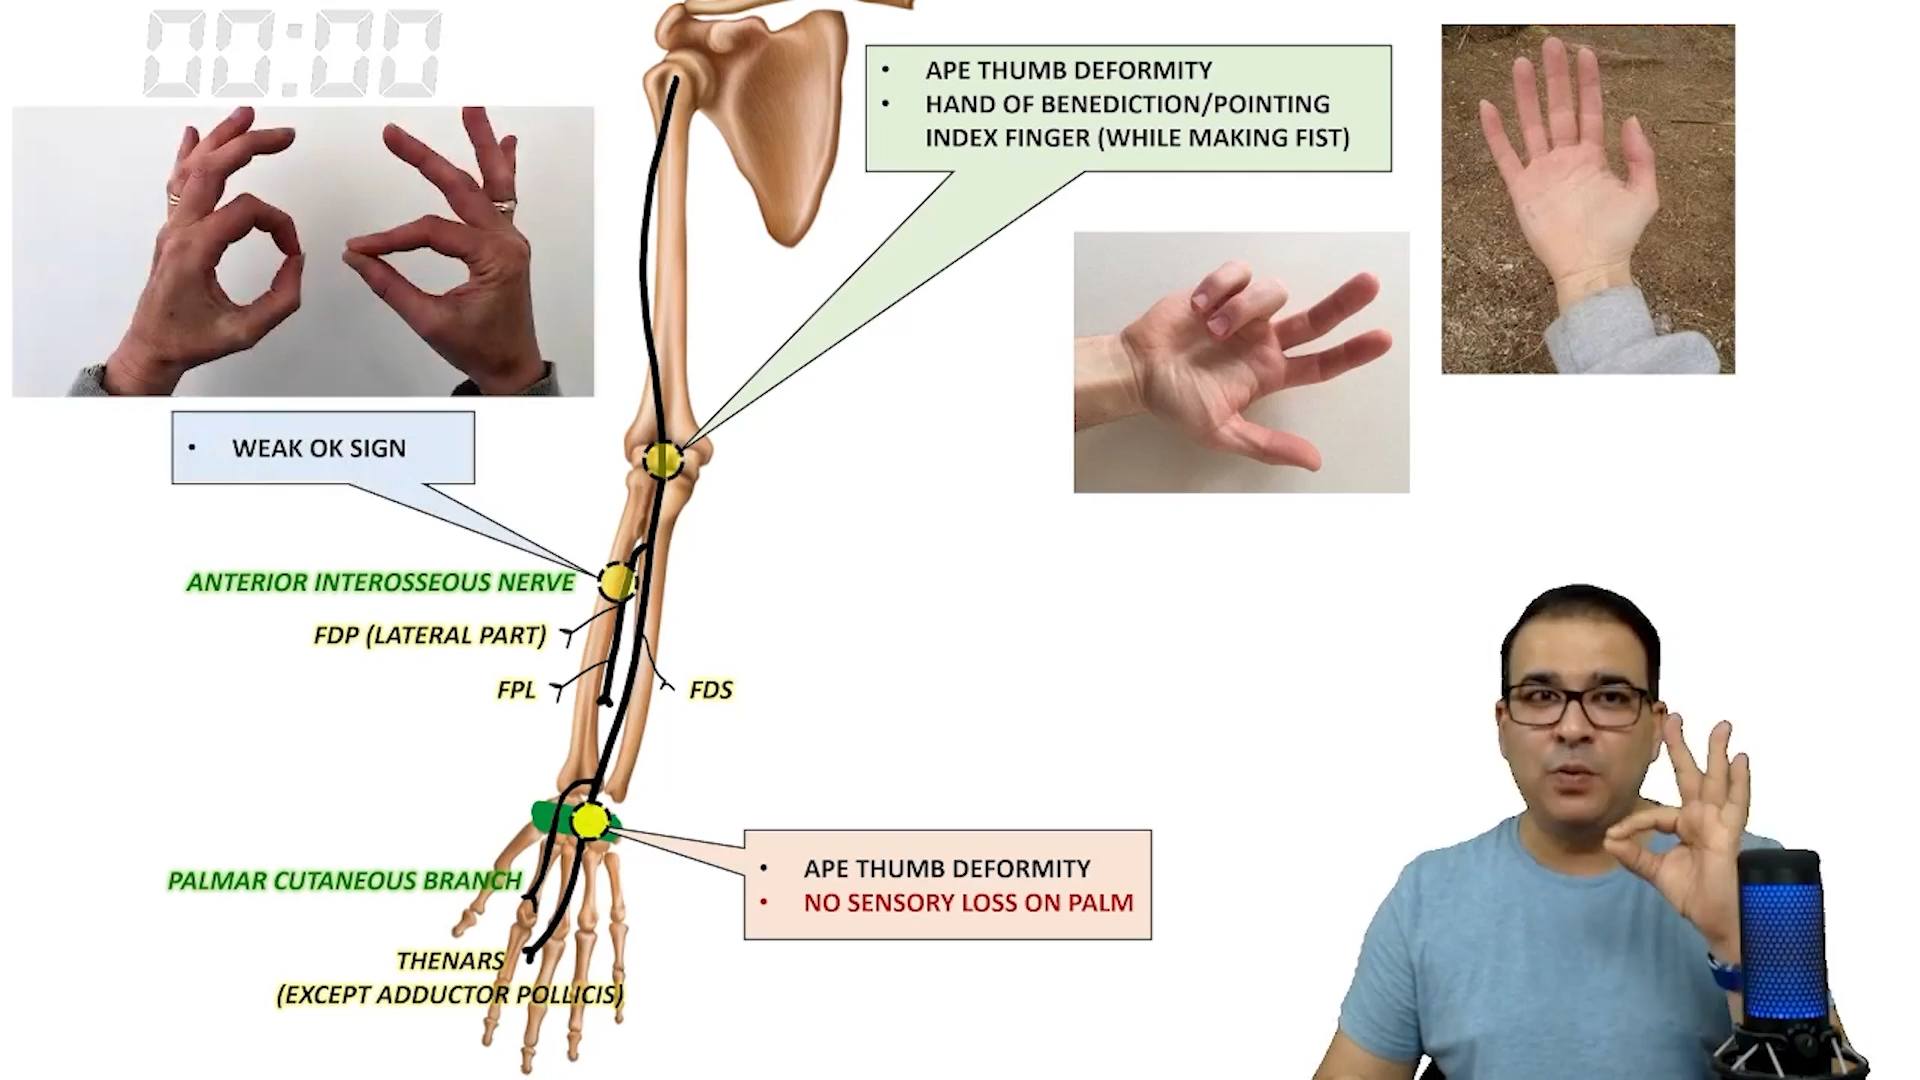 00:00
• APE THUMB DEFORMITY
• HAND OF BENEDICTION/POINTING
INDEX FINGER (WHILE MAKING FIST)
• WEAK OK SIGN
ANTERIOR INTEROSSEOUS NERVE
FDP (LATERAL PART)
FPL
FDS
• APE THUMB DEFORMITY
• NO SENSORY LOSS ON PALM
PALMAR CUTANEOUS BRANCH
THENARS
(EXCEPT ADDUCTOR POLLICIS)